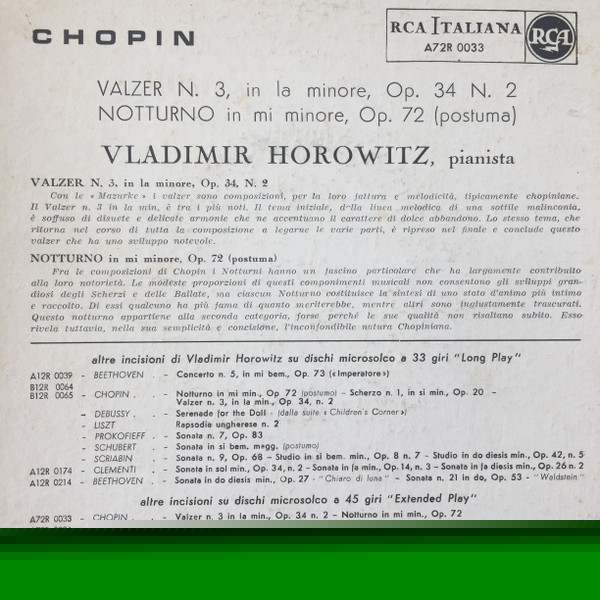 CHOPIN
RCA ITALIANA
A72R 0033
RCA
VALZER N. 3, in la minore, Op. 34 N. 2
NOTTURNO in mi minore, Op. 72 (postuma)
VLADIMIR HOROWITZ, pianista
VALZER N. 3, in la minore, Op. 34, N. 2
Con le « Mazurke » i valzer sono composizioni, per la loro fattura e melodicità, tipicamente chopiniane.
Il Valzer n. 3 in la min, è tra i più noti. Il tema iniziale, dalla linea melodica di una sottile malinconia,
è soffuso di disuete e delicate armonie che ne accentuano il carattere di dolce abbandono. Lo stesso tema, che
ritorna nel corso di tutta la composizione a legarne le varie parti, è ripreso nel finale e conclude questo
valzer che ha uno sviluppo notevole.
NOTTURNO in mi minore, Op. 72 (postuma)
Fra le composizioni di Chopin i Notturni hanno un fascino particolare che ha largamente contribuito
alla loro notorietà. Le modeste proporzioni di questi componimenti musicali non consentono gli sviluppi gran-
diosi degli Scherzi e delle Ballate, ma ciascun Notturno costituisce la sintesi di uno stato d'animo più intimo
e raccolto. Di essi qualcuno ha più fama di quanto meriterebbe, mentre altri sono ingiustamente trascurati.
Questo notturno appartiene alla seconda categoria, forse perché le sue qualità non risaltano subito. Esso
rivela tuttavia, nella sua semplicità e concisione, l'inconfondibile natura Chopiniana.
altre incisioni di Vladimir Horowitz su dischi microsolco a 33 giri "Long Play"
A12R 0039 - BEETHOVEN . - Concerto n. 5, in mi bem., Op. 73 (« Imperatore »)
B12R 0064
B12R 0065 - CHOPIN . . - Notturno in mi min., Op 72 (postumo) - Scherzo n. 1, in si min., Op. 20 -
Valzer n. 3, in la min., Op. 34, n. 2
- DEBUSSY . . - Serenade for the Doll - (dalla suite « Children's Corner »)
- LISZT Rapsodia ungherese n. 2
- PROKOFIEFF - Sonata n. 7, Op. 83
- SCHUBERT - Sonata in si bem. magg. (postumo)
- SCRIABIN - Sonata n. 9, Op. 68 - Studio in si bem. min., Op. 8 n. 7 - Studio in do diesis min., Op. 42, n. 5
A12R 0174 - CLEMENTI . - Sonata in sol min., Op. 34, n. 2 - Sonata in fa min., Op. 14, n. 3 - Sonata in fa diesis min., Op. 26 n. 2
A12R 0214 - BEETHOVEN . - Sonata in do diesis min., Op. 27 - "Chiaro di luna" - Sonata n. 21 in do, Op. 53 - "Waldstein"
altre incisioni su dischi microsolco a 45 giri "Extended Play"
A72R 0033 - CHOPIN . . - Valzer n. 3 in la min., Op. 34 n. 2 - Notturno in mi min., Op. 72